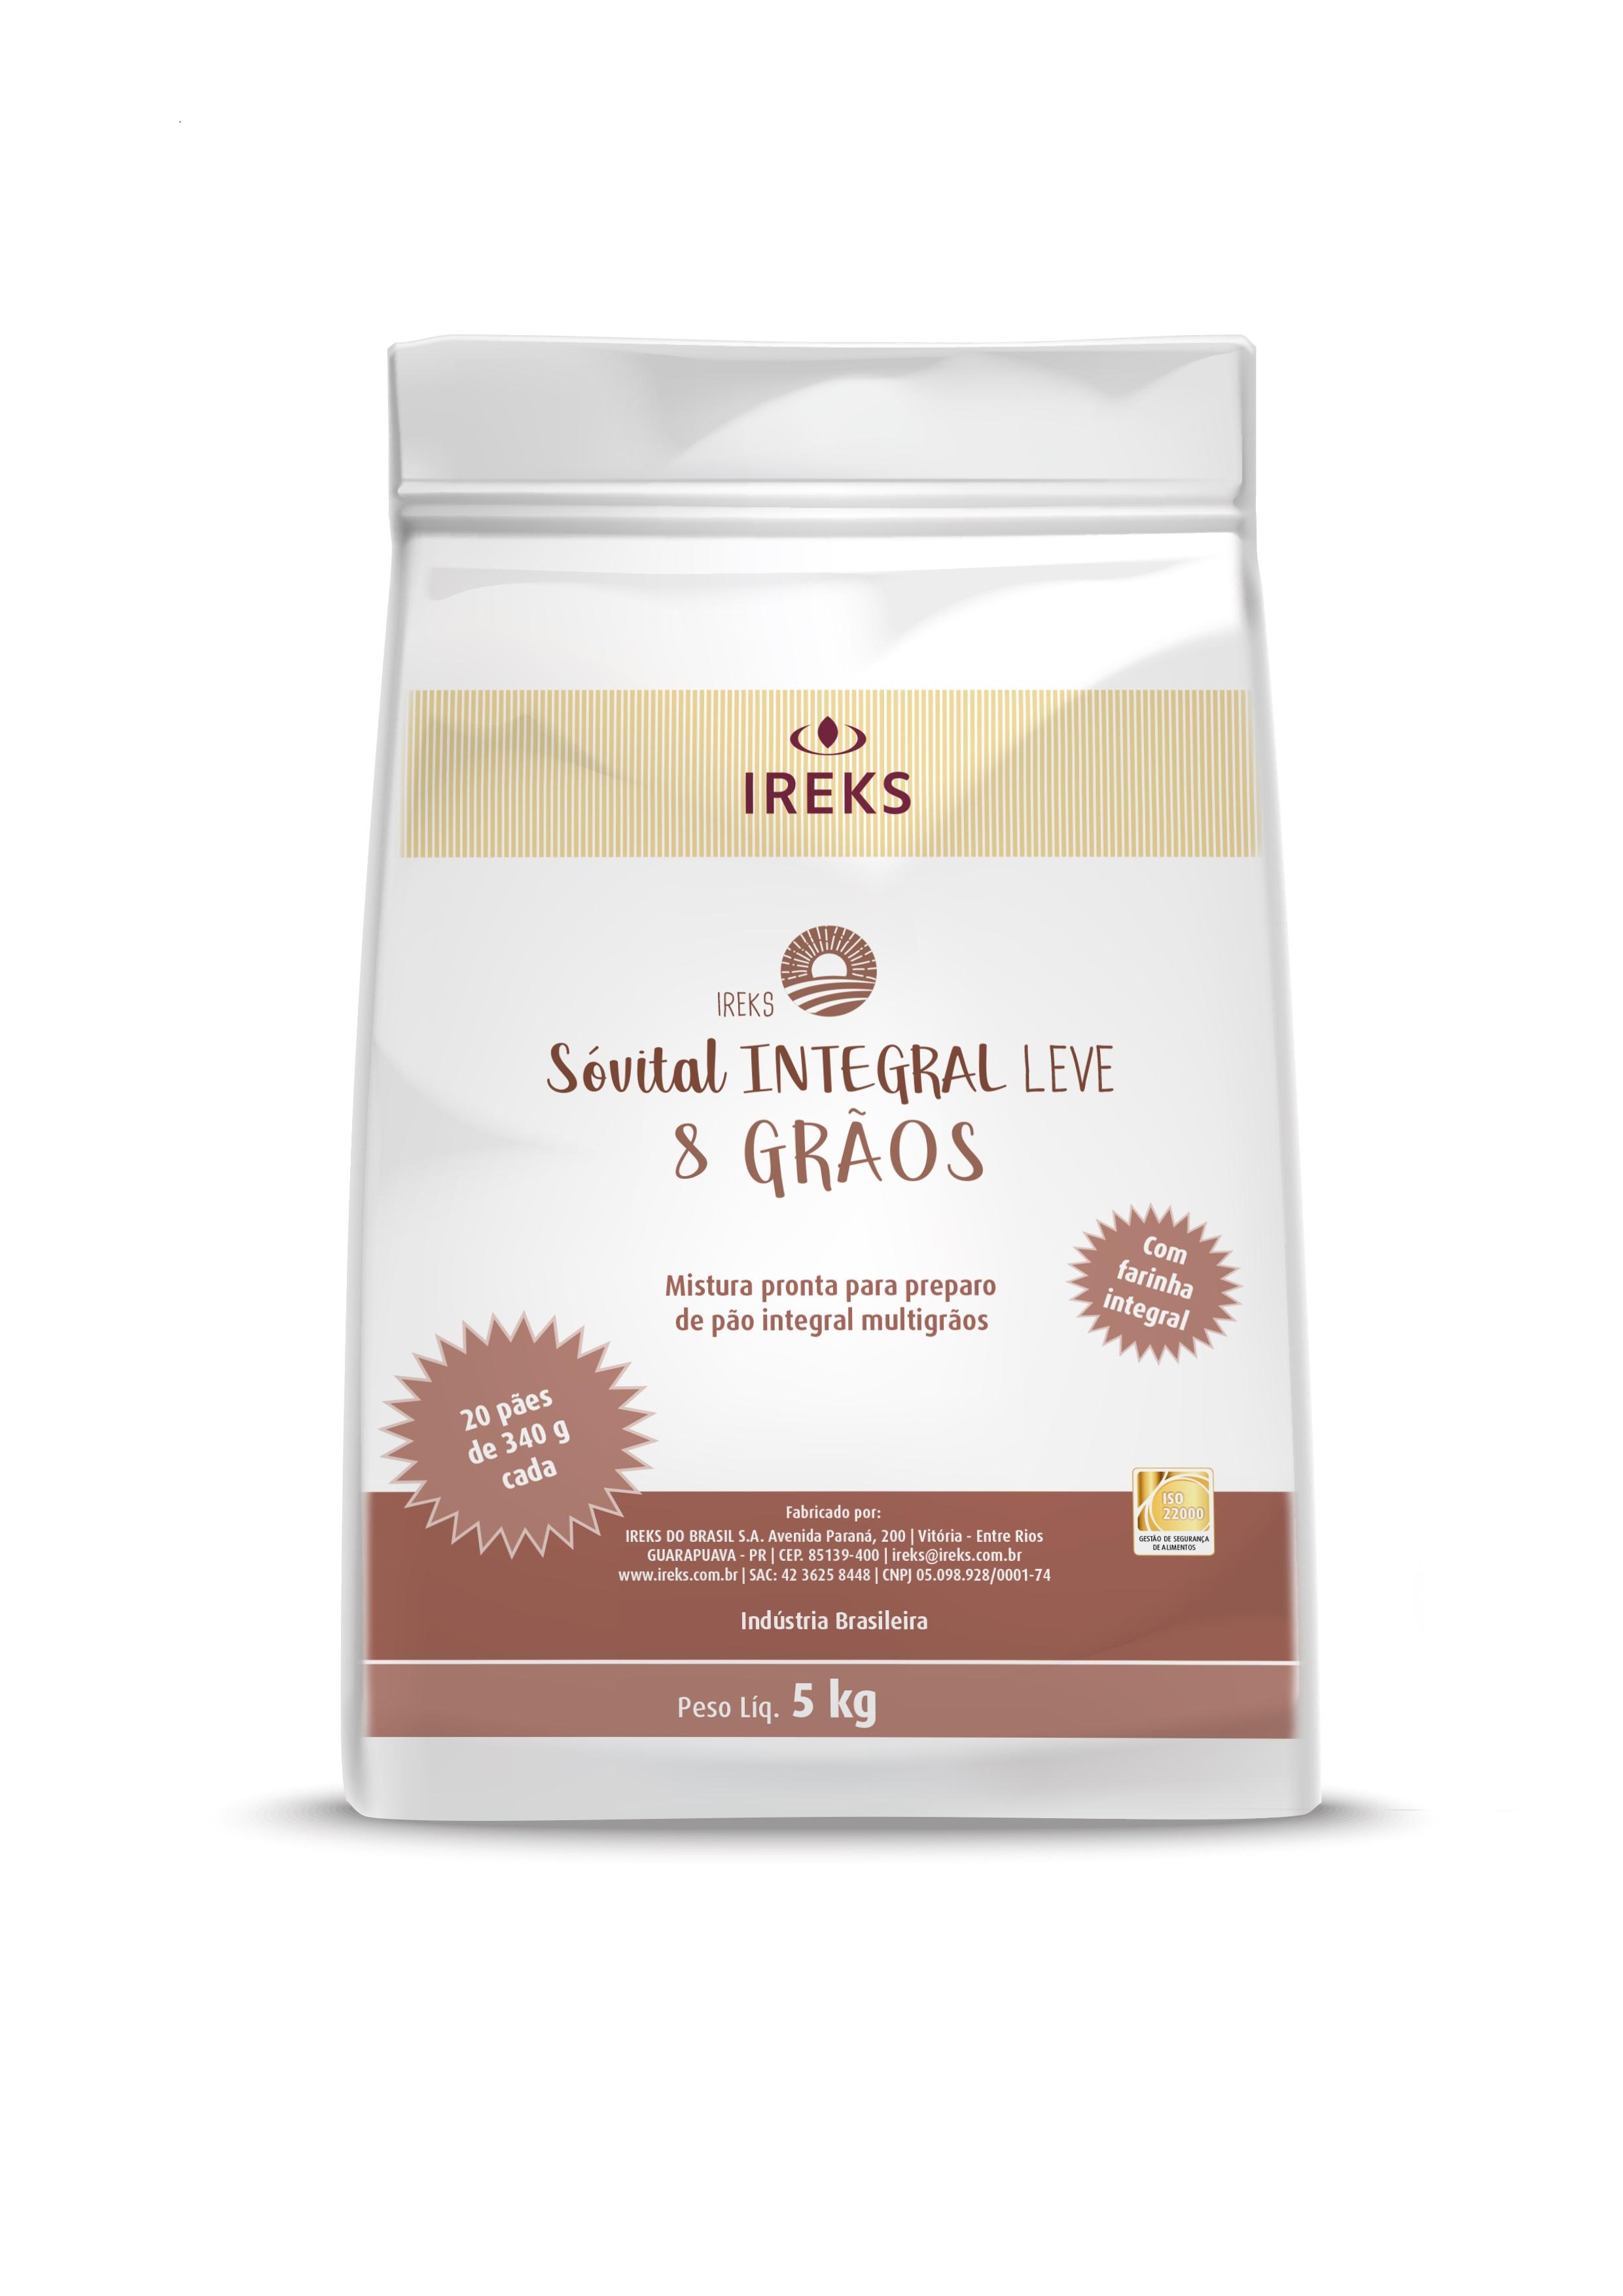 IREKS
IREKS
Sóvital INTEGRAL LEVE
8 GRÃOS
Com
farinha
integral
Mistura pronta para preparo
de pão integral multigrãos
20 pães
de 340 g
cada
ISO
22000
GESTÃO DE SEGURANÇA
DE ALIMENTOS
Fabricado por:
IREKS DO BRASIL S.A. Avenida Paraná, 200 | Vitória - Entre Rios
GUARAPUAVA - PR | CEP. 85139-400 | ireks@ireks.com.br
www.ireks.com.br | SAC: 42 3625 8448 | CNPJ 05.098.928/0001-74
Indústria Brasileira
Peso Líq. 5 kg